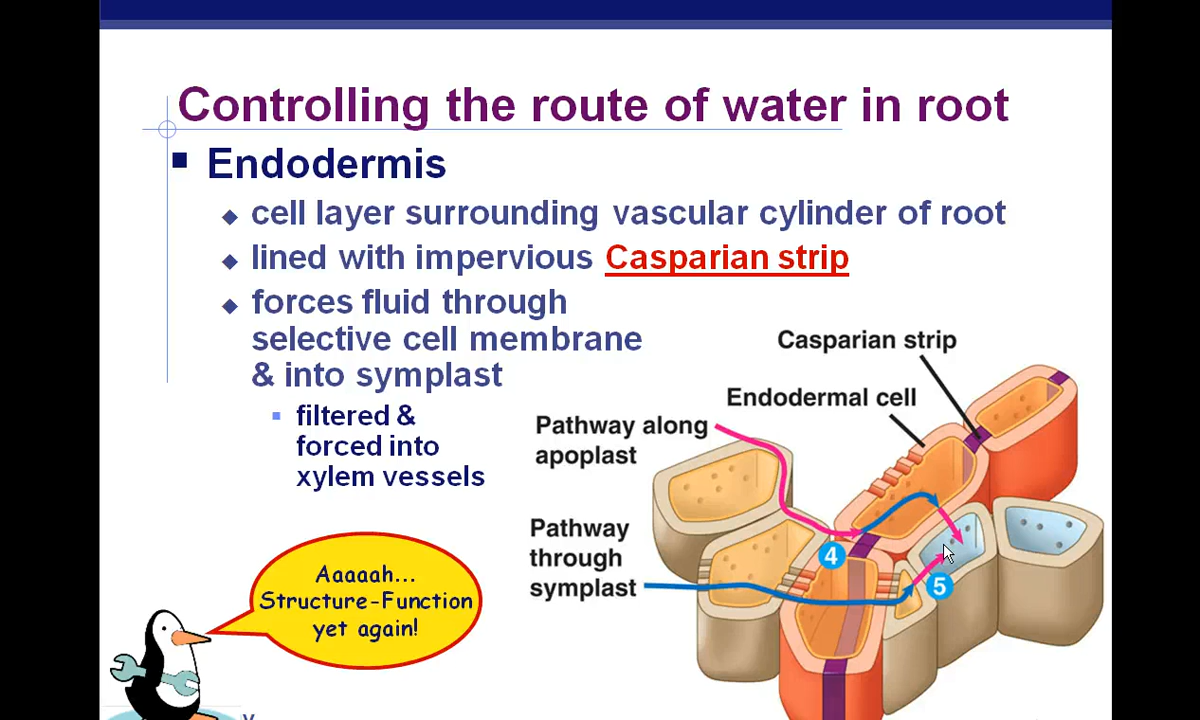 Controlling the route of water in root
Endodermis
cell layer surrounding vascular cylinder of root
lined with impervious Casparian strip
forces fluid through
selective cell membrane
& into symplast
filtered &
forced into
xylem vessels
Aaaaah...
Structure-Function
yet again!
Casparian strip
Endodermal cell
Pathway along
apoplast
Pathway
through
symplast
4
5